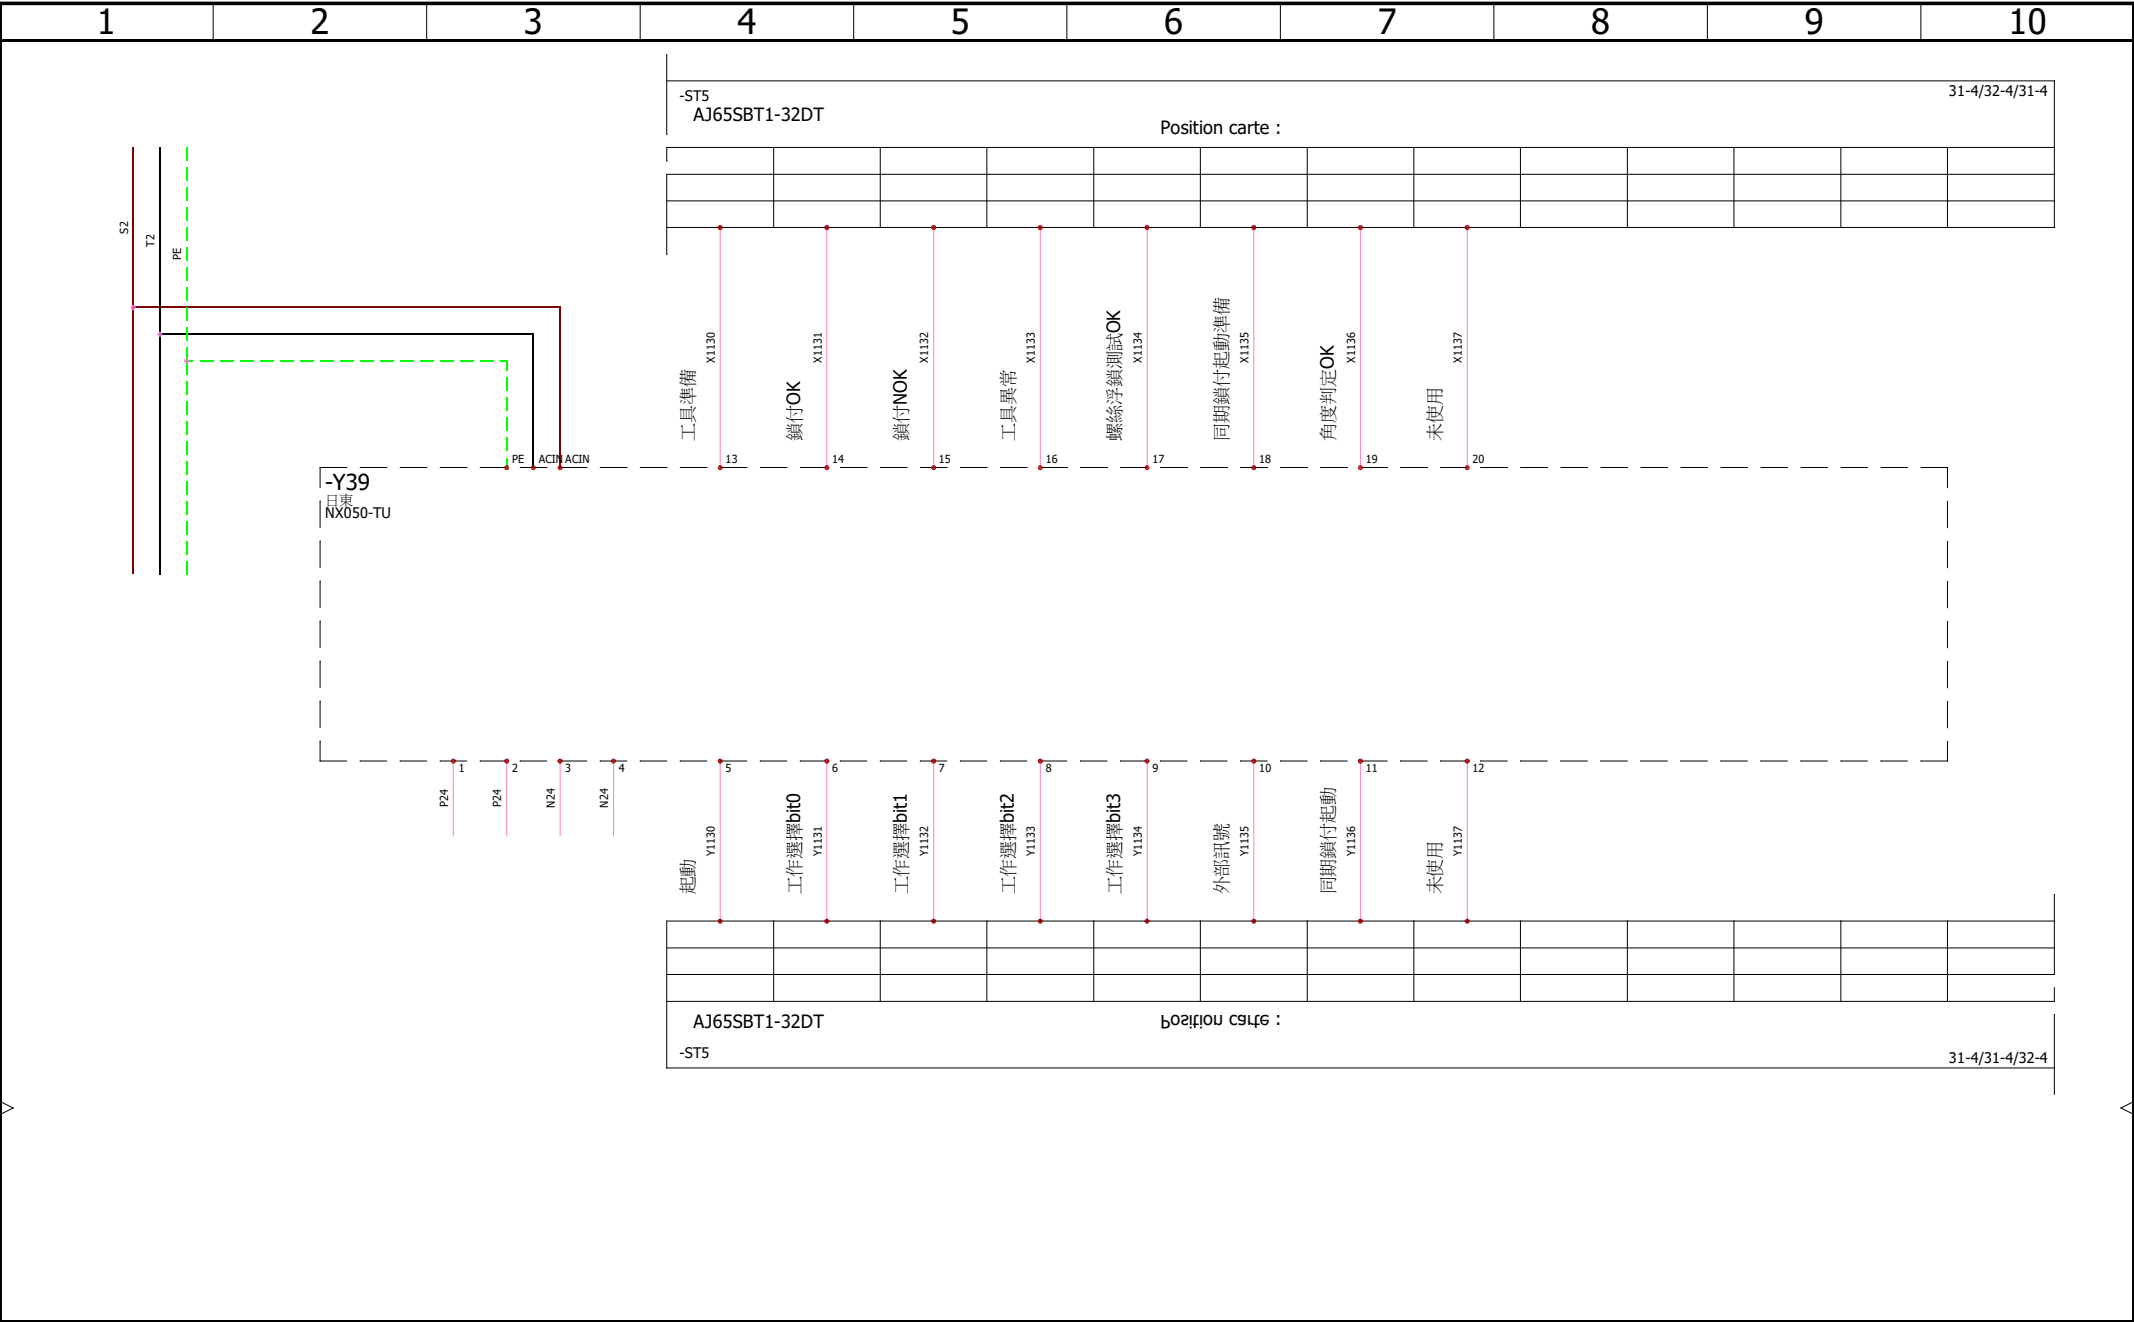 1 2 3 4 5 6 7 8 9 10
-ST5
AJ65SBT1-32DT
Position carte :
31-4/32-4/31-4
S2
T2
PE
工具準備
X1130
鎖付OK
X1131
鎖付NOK
X1132
工具異常
X1133
螺絲浮鎖測試OK
X1134
同期鎖付起動準備
X1135
角度判定OK
X1136
未使用
X1137
PE ACIN ACIN 13 14 15 16 17 18 19 20
-Y39
日東
NX050-TU
1 2 3 4 5 6 7 8 9 10 11 12
P24
P24
N24
N24
起動
Y1130
工作選擇bit0
Y1131
工作選擇bit1
Y1132
工作選擇bit2
Y1133
工作選擇bit3
Y1134
外部訊號
Y1135
同期鎖付起動
Y1136
未使用
Y1137
AJ65SBT1-32DT
Position carte :
-ST5
31-4/31-4/32-4